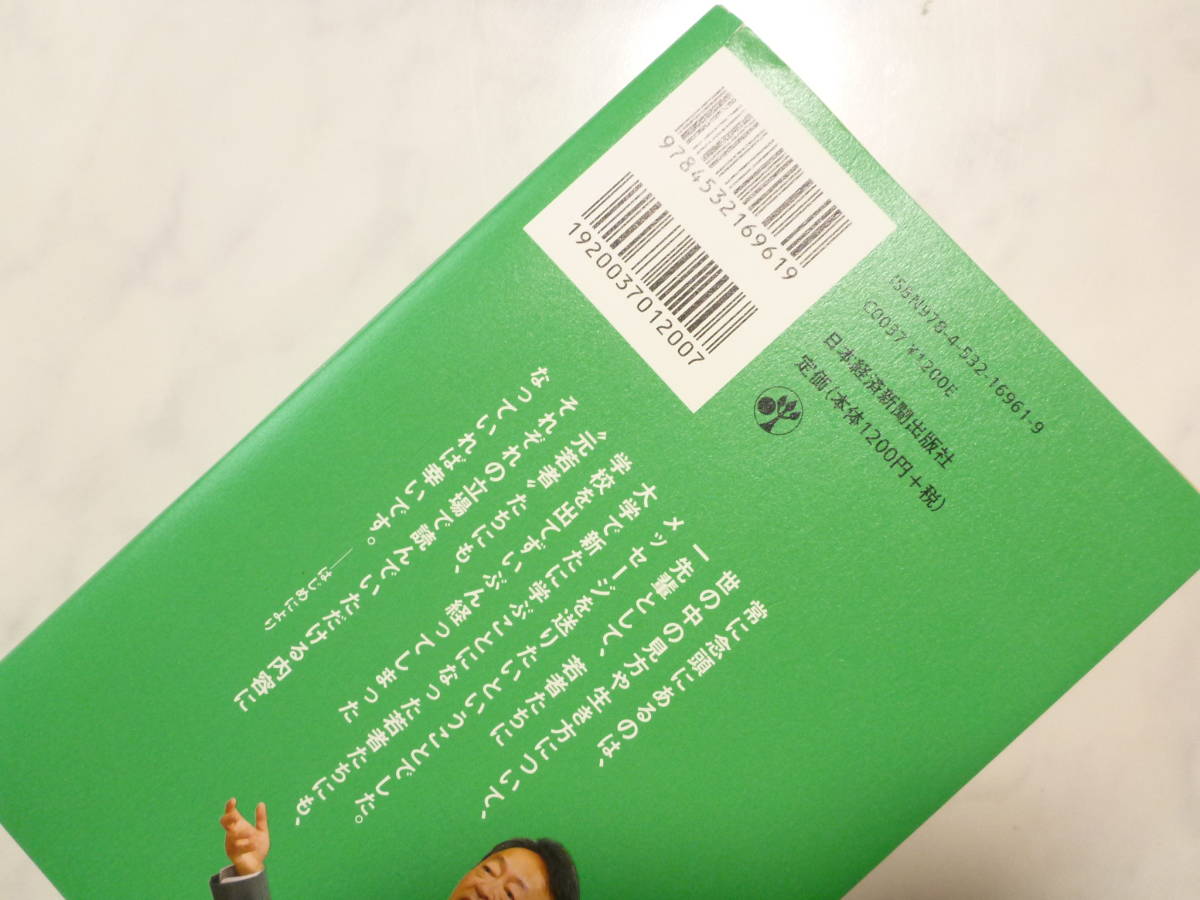 9784532169619
1920037012007
ISBN978-4-532-16961-9
C0037 ¥1200E
日本経済新聞出版社
定価(本体1200円+税)
常に念頭にあるのは、
世の中の見方や生き方について、
一先輩として、若者たちに
メッセージを送りたいということでした。
大学で新たに学ぶことになった若者たちにも、
学校を出てずいぶん経ってしまった
〝元若者〟たちにも、
それぞれの立場で読んでいただける内容に
なっていれば幸いです。
──はじめにより